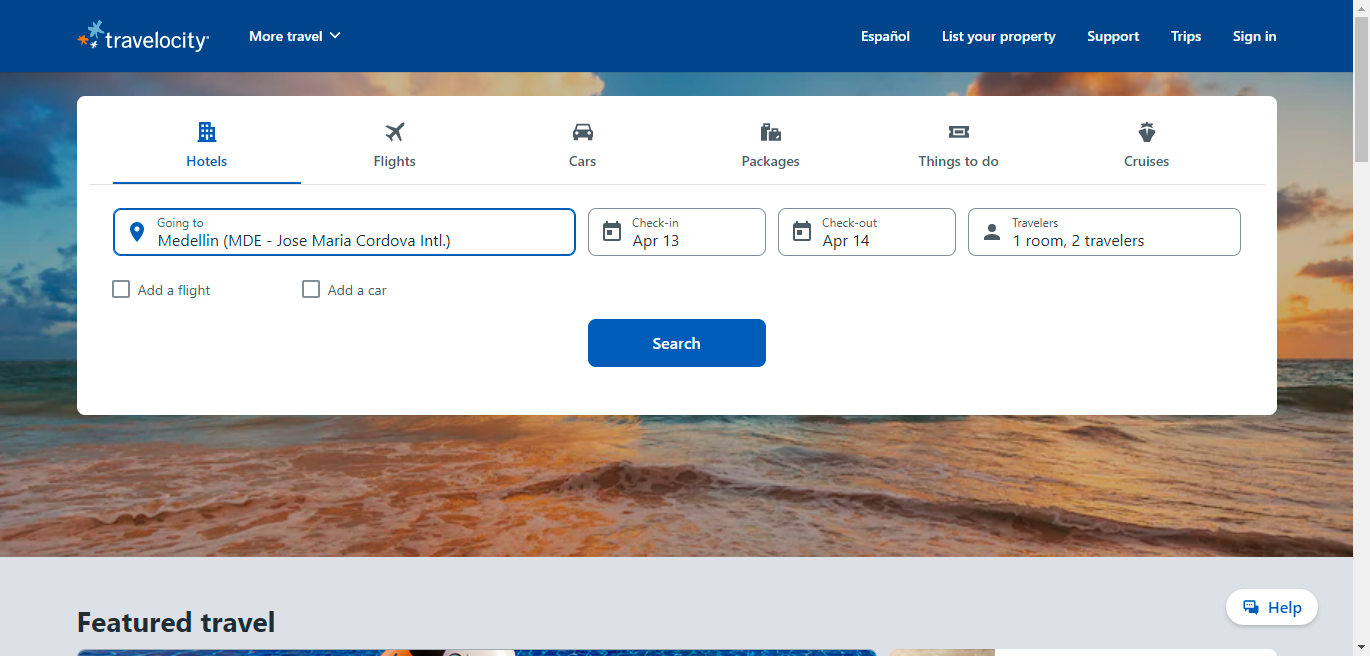 travelocity
More travel
Español
List your property
Support
Trips
Sign in
Hotels
Flights
Cars
Packages
Things to do
Cruises
Going to
Medellin (MDE - Jose Maria Cordova Intl.)
Check-in
Apr 13
Check-out
Apr 14
Travelers
1 room, 2 travelers
Add a flight
Add a car
Search
Featured travel
Help